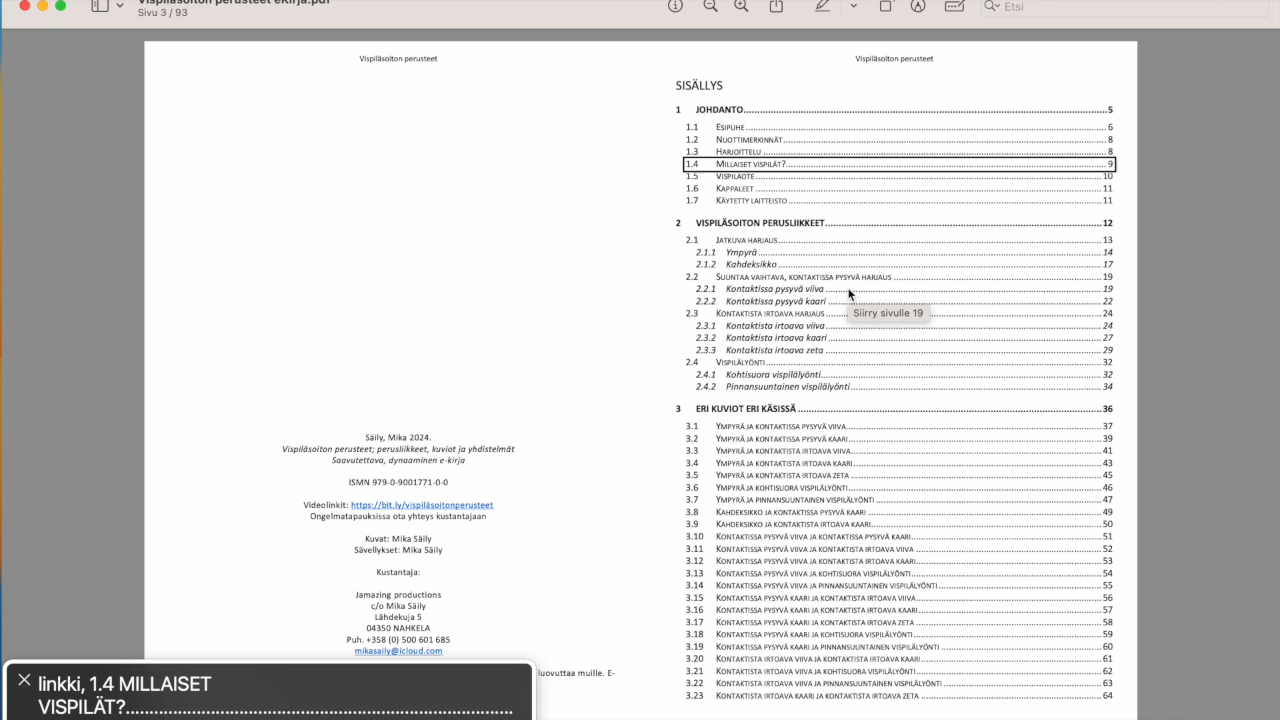 Vispiläsoiton perusteet eKirja.pdf
Sivu 3 / 93
Etsi
Vispiläsoiton perusteet
Säily, Mika 2024.
Vispiläsoiton perusteet; perusliikkeet, kuviot ja yhdistelmät
Saavutettava, dynaaminen e-kirja
ISMN 979-0-9001771-0-0
Videolinkit: https://bit.ly/vispiläsoitonperusteet
Ongelmatapauksissa ota yhteys kustantajaan
Kuvat: Mika Säily
Sävellykset: Mika Säily
Kustantaja:
Jamazing productions
c/o Mika Säily
Lähdekuja 5
04350 NAHKELA
Puh. +358 (0) 500 601 685
mikasaily@icloud.com
luovuttaa muille. E-
Vispiläsoiton perusteet
SISÄLLYS
1 JOHDANTO 5
1.1 ESIPUHE 6
1.2 NUOTTIMERKINNÄT 8
1.3 HARJOITTELU 8
1.4 MILLAISET VISPILÄT? 9
1.5 VISPILÄOTE 10
1.6 KAPPALEET 11
1.7 KÄYTETTY LAITTEISTO 11
2 VISPILÄSOITON PERUSLIIKKEET 12
2.1 JATKUVA HARJAUS 13
2.1.1 Ympyrä 14
2.1.2 Kahdeksikko 17
2.2 SUUNTAA VAIHTAVA, KONTAKTISSA PYSYVÄ HARJAUS 19
2.2.1 Kontaktissa pysyvä viiva 19
2.2.2 Kontaktissa pysyvä kaari 22
2.3 KONTAKTISTA IRTOAVA HARJAUS 24
Siirry sivulle 19
2.3.1 Kontaktista irtoava viiva 24
2.3.2 Kontaktista irtoava kaari 27
2.3.3 Kontaktista irtoava zeta 29
2.4 VISPILÄLYÖNTI 32
2.4.1 Kohtisuora vispilälyönti 32
2.4.2 Pinnansuuntainen vispilälyönti 34
3 ERI KUVIOT ERI KÄSISSÄ 36
3.1 YMPYRÄ JA KONTAKTISSA PYSYVÄ VIIVA 37
3.2 YMPYRÄ JA KONTAKTISSA PYSYVÄ KAARI 39
3.3 YMPYRÄ JA KONTAKTISTA IRTOAVA VIIVA 41
3.4 YMPYRÄ JA KONTAKTISTA IRTOAVA KAARI 43
3.5 YMPYRÄ JA KONTAKTISTA IRTOAVA ZETA 45
3.6 YMPYRÄ JA KOHTISUORA VISPILÄLYÖNTI 46
3.7 YMPYRÄ JA PINNANSUUNTAINEN VISPILÄLYÖNTI 47
3.8 KAHDEKSIKKO JA KONTAKTISSA PYSYVÄ KAARI 49
3.9 KAHDEKSIKKO JA KONTAKTISTA IRTOAVA KAARI 50
3.10 KONTAKTISSA PYSYVÄ VIIVA JA KONTAKTISSA PYSYVÄ KAARI 51
3.11 KONTAKTISSA PYSYVÄ VIIVA JA KONTAKTISTA IRTOAVA VIIVA 52
3.12 KONTAKTISSA PYSYVÄ VIIVA JA KONTAKTISTA IRTOAVA KAARI 53
3.13 KONTAKTISSA PYSYVÄ VIIVA JA KOHTISUORA VISPILÄLYÖNTI 54
3.14 KONTAKTISSA PYSYVÄ VIIVA JA PINNANSUUNTAINEN VISPILÄLYÖNTI 55
3.15 KONTAKTISSA PYSYVÄ KAARI JA KONTAKTISTA IRTOAVA VIIVA 56
3.16 KONTAKTISSA PYSYVÄ KAARI JA KONTAKTISTA IRTOAVA KAARI 57
3.17 KONTAKTISSA PYSYVÄ KAARI JA KONTAKTISTA IRTOAVA ZETA 58
3.18 KONTAKTISSA PYSYVÄ KAARI JA KOHTISUORA VISPILÄLYÖNTI 59
3.19 KONTAKTISSA PYSYVÄ KAARI JA PINNANSUUNTAINEN VISPILÄLYÖNTI 60
3.20 KONTAKTISTA IRTOAVA VIIVA JA KONTAKTISTA IRTOAVA KAARI 61
3.21 KONTAKTISTA IRTOAVA VIIVA JA KOHTISUORA VISPILÄLYÖNTI 62
3.22 KONTAKTISTA IRTOAVA VIIVA JA PINNANSUUNTAINEN VISPILÄLYÖNTI 63
3.23 KONTAKTISTA IRTOAVA KAARI JA KONTAKTISTA IRTOAVA ZETA 64
linkki, 1.4 MILLAISET
VISPILÄT?